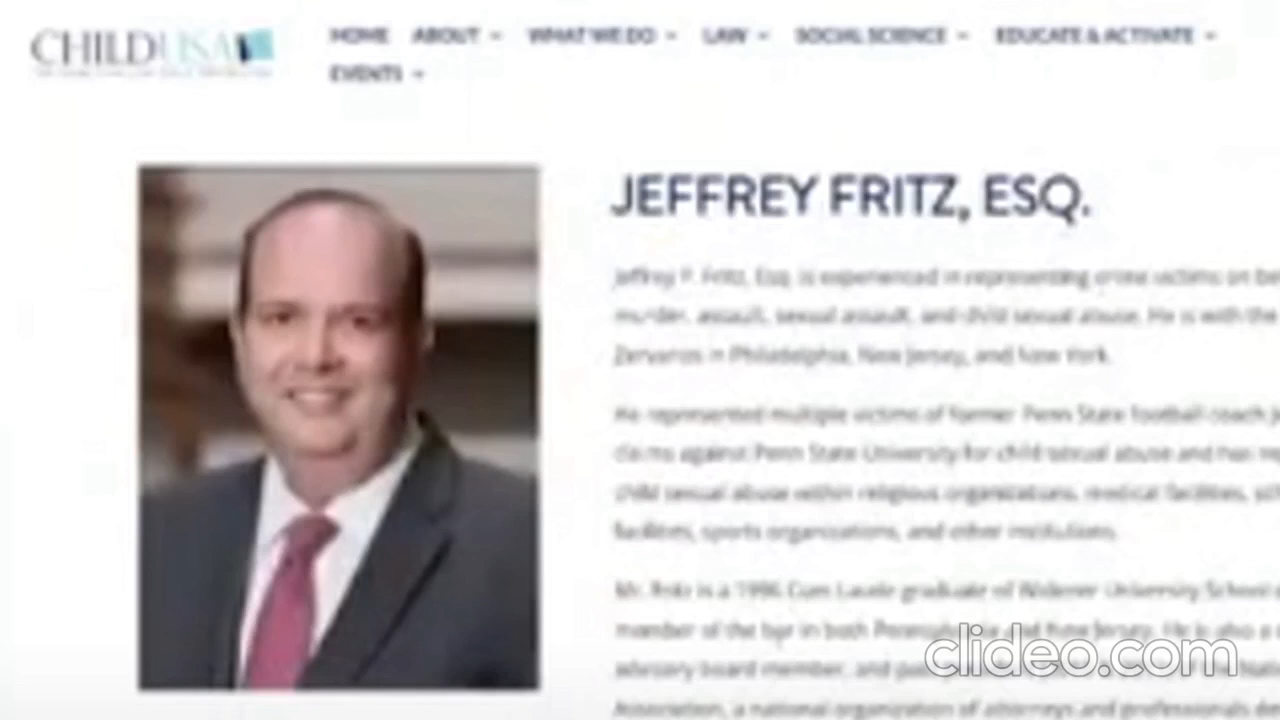 CHILDUSA
HOME ABOUT WHAT WE DO LAW SOCIAL SCIENCE EDUCATE & ACTIVATE
EVENTS
JEFFREY FRITZ, ESQ.
Jeffrey P. Fritz, Esq. is experienced in representing crime victims on be
murder, assault, sexual assault, and child sexual abuse. He is with the
in Philadelphia, New Jersey, and New York.
He represented multiple victims of former Penn State football coach J
claims against Penn State University for child sexual abuse and has re
child sexual abuse within religious organizations, medical facilities,
facilities, sports organizations, and other institutions.
Mr. Fritz is a 1996 Cum Laude graduate of Widener University School
member of the bar in both Pennsylvania and New Jersey. He is also a
advisory board member, and of the Nat
Association, a national organization of attorneys and professionals de
clideo.com